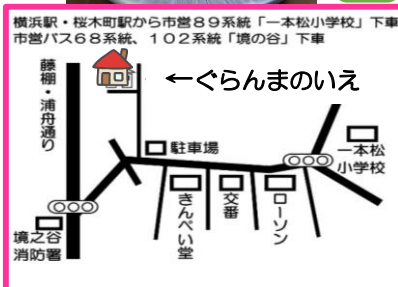 横浜駅・桜木町駅から市営８９系統「一本松小学校」下車
市営バス６８系統、１０２系統「境の谷」下車
藤棚・浦舟通り
←ぐらんまのいえ
駐車場
一本松
小学校
きんぺい堂
交番
ローソン
境之谷
消防署